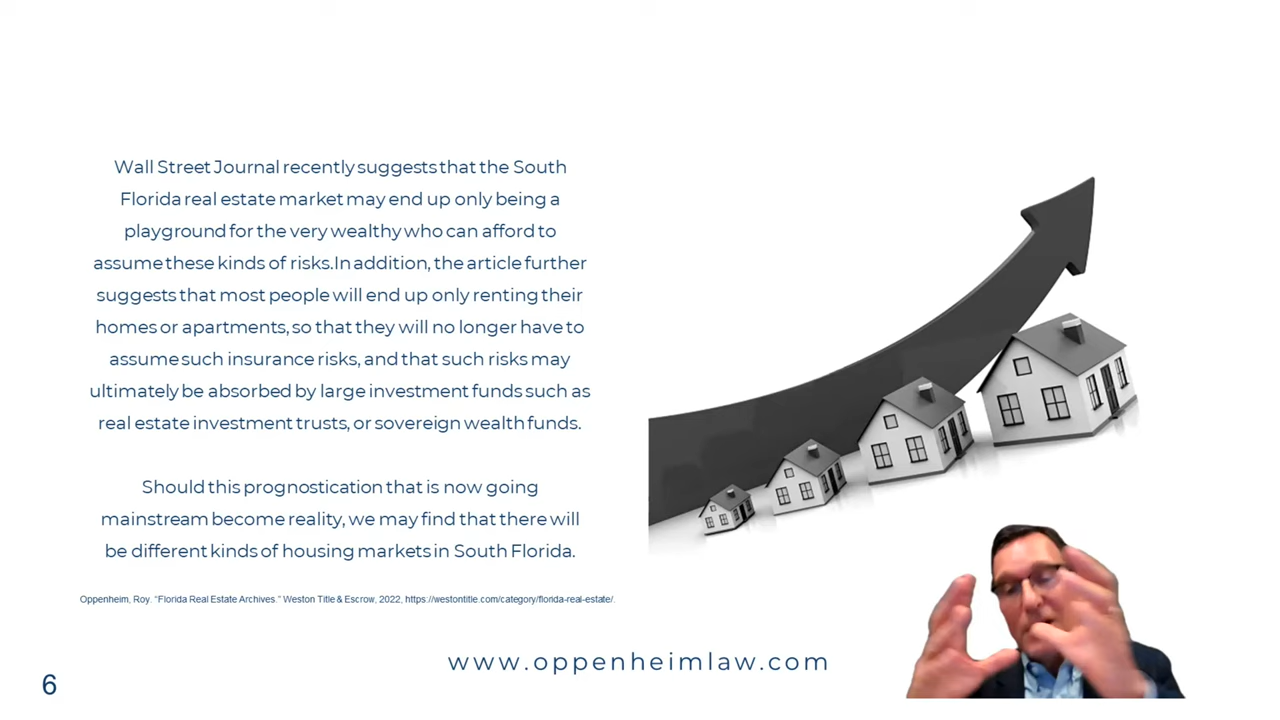 Wall Street Journal recently suggests that the South
Florida real estate market may end up only being a
playground for the very wealthy who can afford to
assume these kinds of risks.In addition, the article further
suggests that most people will end up only renting their
homes or apartments, so that they will no longer have to
assume such insurance risks, and that such risks may
ultimately be absorbed by large investment funds such as
real estate investment trusts, or sovereign wealth funds.
Should this prognostication that is now going
mainstream become reality, we may find that there will
be different kinds of housing markets in South Florida.
Oppenheim, Roy. “Florida Real Estate Archives.” Weston Title & Escrow, 2022, https://westontitle.com/category/florida-real-estate/.
www.oppenheimlaw.com
6